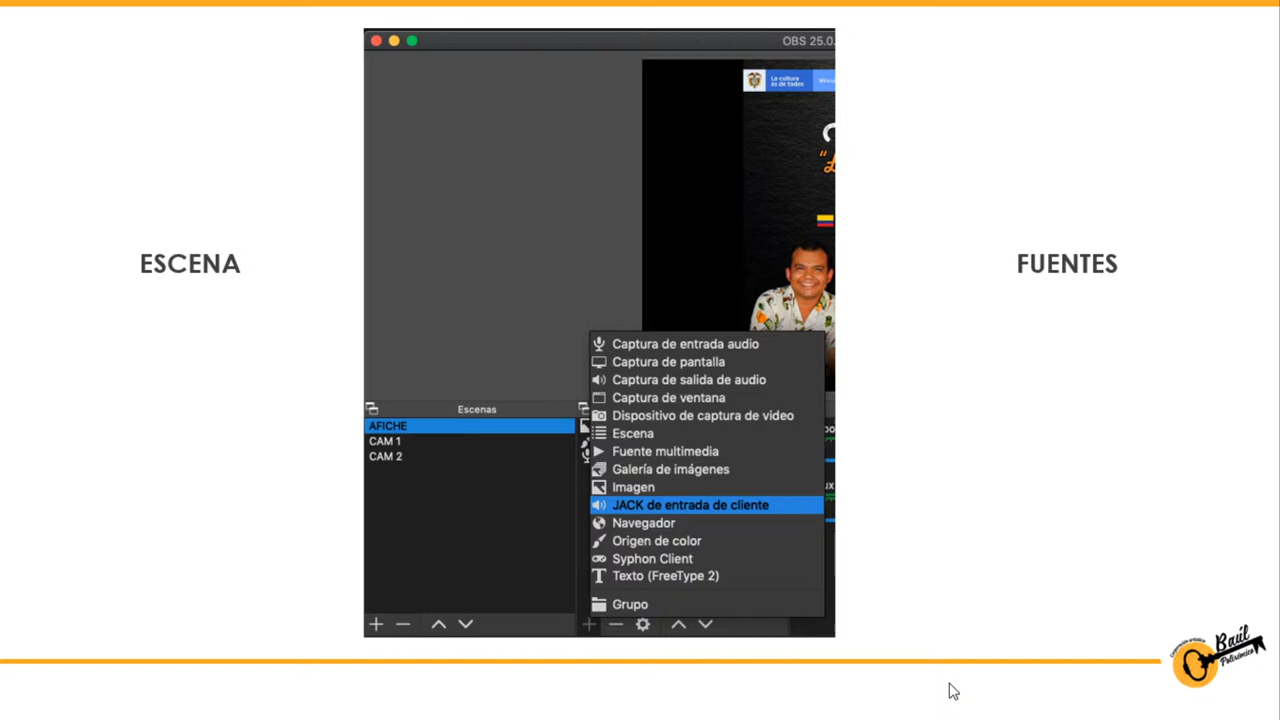 OBS 25.0.
La cultura
es de todos
ESCENA
FUENTES
Captura de entrada audio
Captura de pantalla
Captura de salida de audio
Captura de ventana
Dispositivo de captura de video
Escena
Fuente multimedia
Galería de imágenes
Imagen
JACK de entrada de cliente
Navegador
Origen de color
Syphon Client
Texto (FreeType 2)
Grupo
Escenas
AFICHE
CAM 1
CAM 2
Corporación artística
Baúl
Polisémico